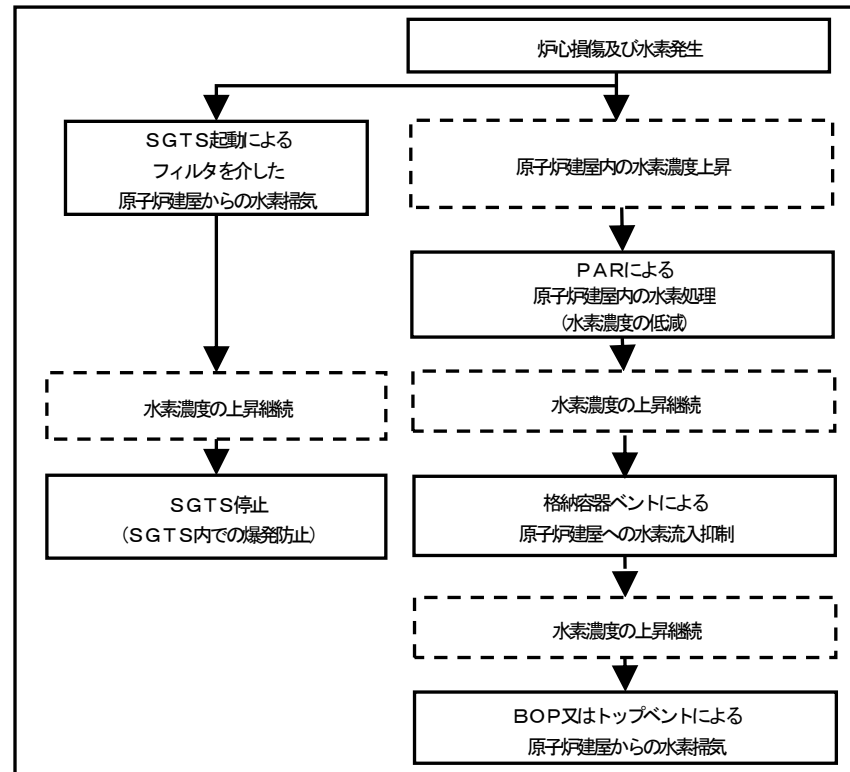 炉心損傷及び水素発生
SGTS起動による
フィルタを介した
原子炉建屋からの水素掃気
原子炉建屋内の水素濃度上昇
PARによる
原子炉建屋内の水素処理
(水素濃度の低減)
水素濃度の上昇継続
水素濃度の上昇継続
SGTS停止
(SGTS内での爆発防止)
格納容器ベントによる
原子炉建屋への水素流入抑制
水素濃度の上昇継続
BOP又はトップベントによる
原子炉建屋からの水素掃気